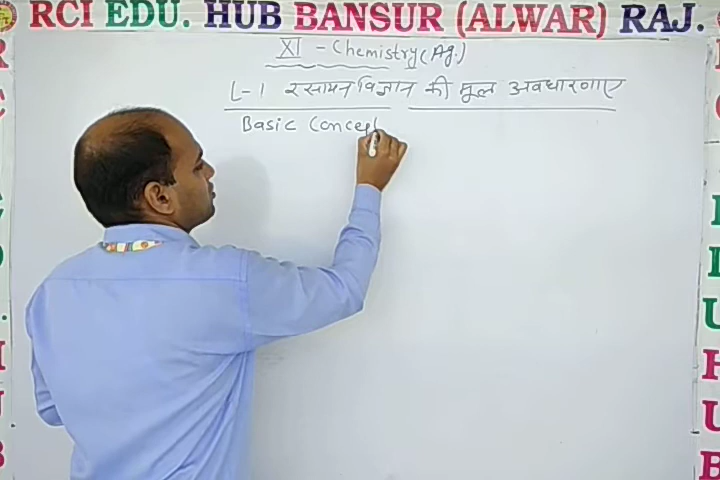 RCI EDU. HUB BANSUR (ALWAR) RAJ.
XI - Chemistry (Ag.)
L-1 रसायन विज्ञान की मूल अवधारणाए
Basic Concept